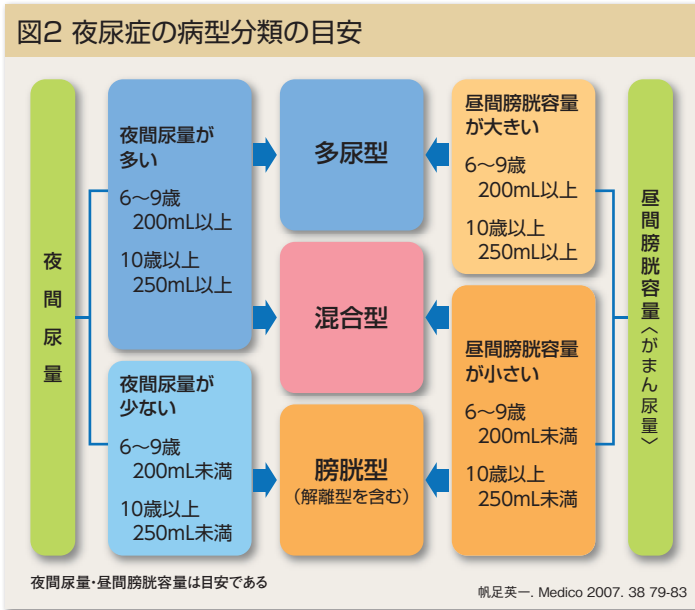 図2 夜尿症の病型分類の目安
夜間尿量
夜間尿量が
多い
6〜9歳
200mL以上
10歳以上
250mL以上
夜間尿量が
少ない
6〜9歳
200mL未満
10歳以上
250mL未満
多尿型
混合型
膀胱型
(解離型を含む)
昼間膀胱容量
が大きい
6〜9歳
200mL以上
10歳以上
250mL以上
昼間膀胱容量
が小さい
6〜9歳
200mL未満
10歳以上
250mL未満
昼間膀胱容量〈がまん尿量〉
夜間尿量・昼間膀胱容量は目安である
帆足英一. Medico 2007. 38 79-83